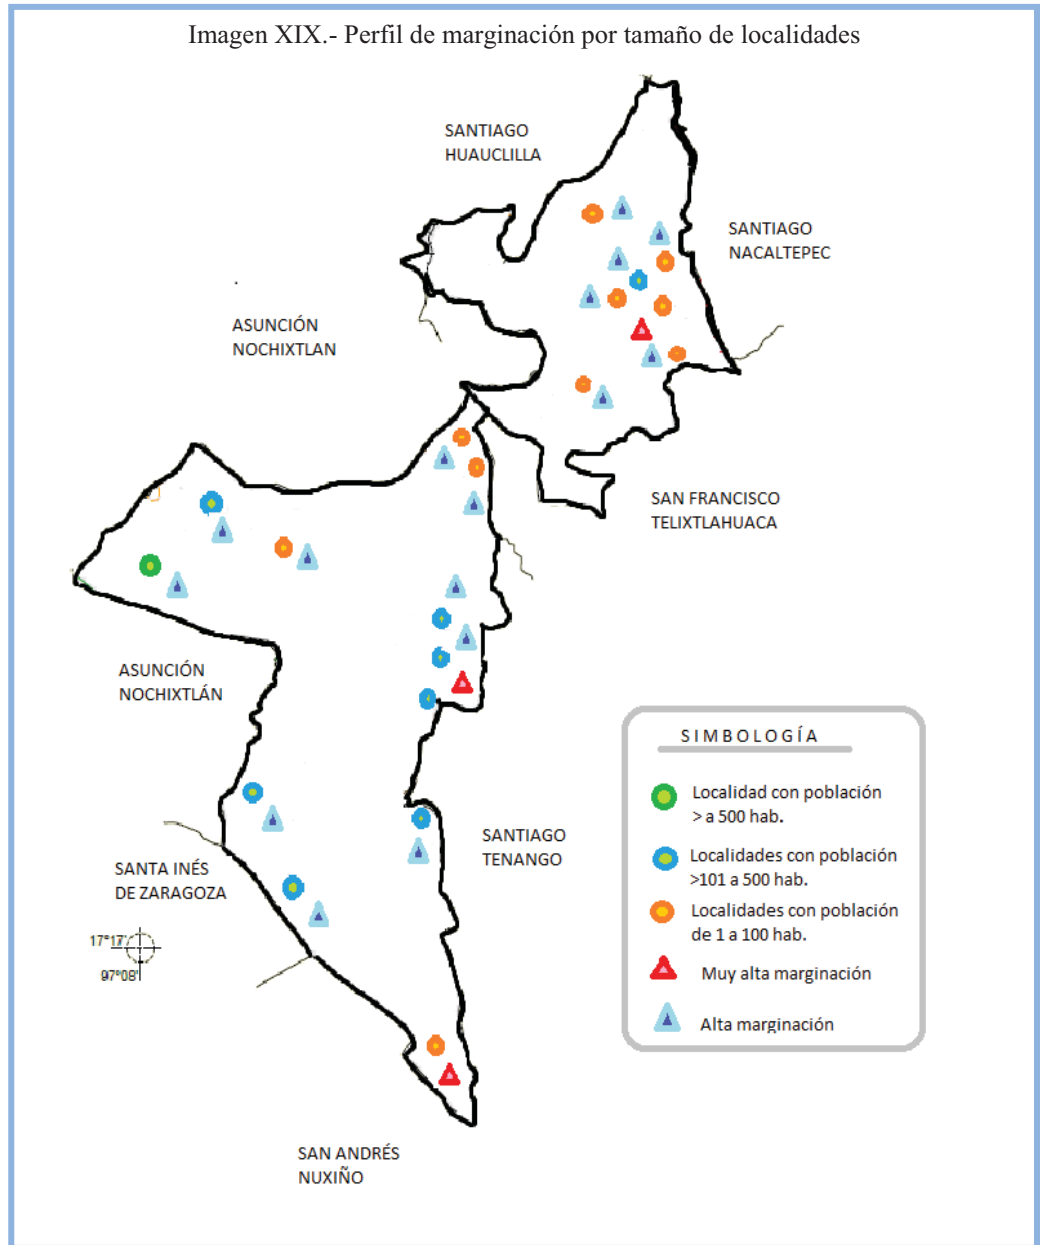 Imagen XIX.- Perfil de marginación por tamaño de localidades
SANTIAGO
HUAUCLILLA
SANTIAGO
NACALTEPEC
ASUNCIÓN
NOCHIXTLAN
SAN FRANCISCO
TELIXTLAHUACA
ASUNCIÓN
NOCHIXTLÁN
SIMBOLOGÍA
Localidad con población
> a 500 hab.
Localidades con población
>101 a 500 hab.
Localidades con población
de 1 a 100 hab.
Muy alta marginación
Alta marginación
SANTIAGO
TENANGO
SANTA INÉS
DE ZARAGOZA
17°17'
97°08'
SAN ANDRÉS
NUXIÑO